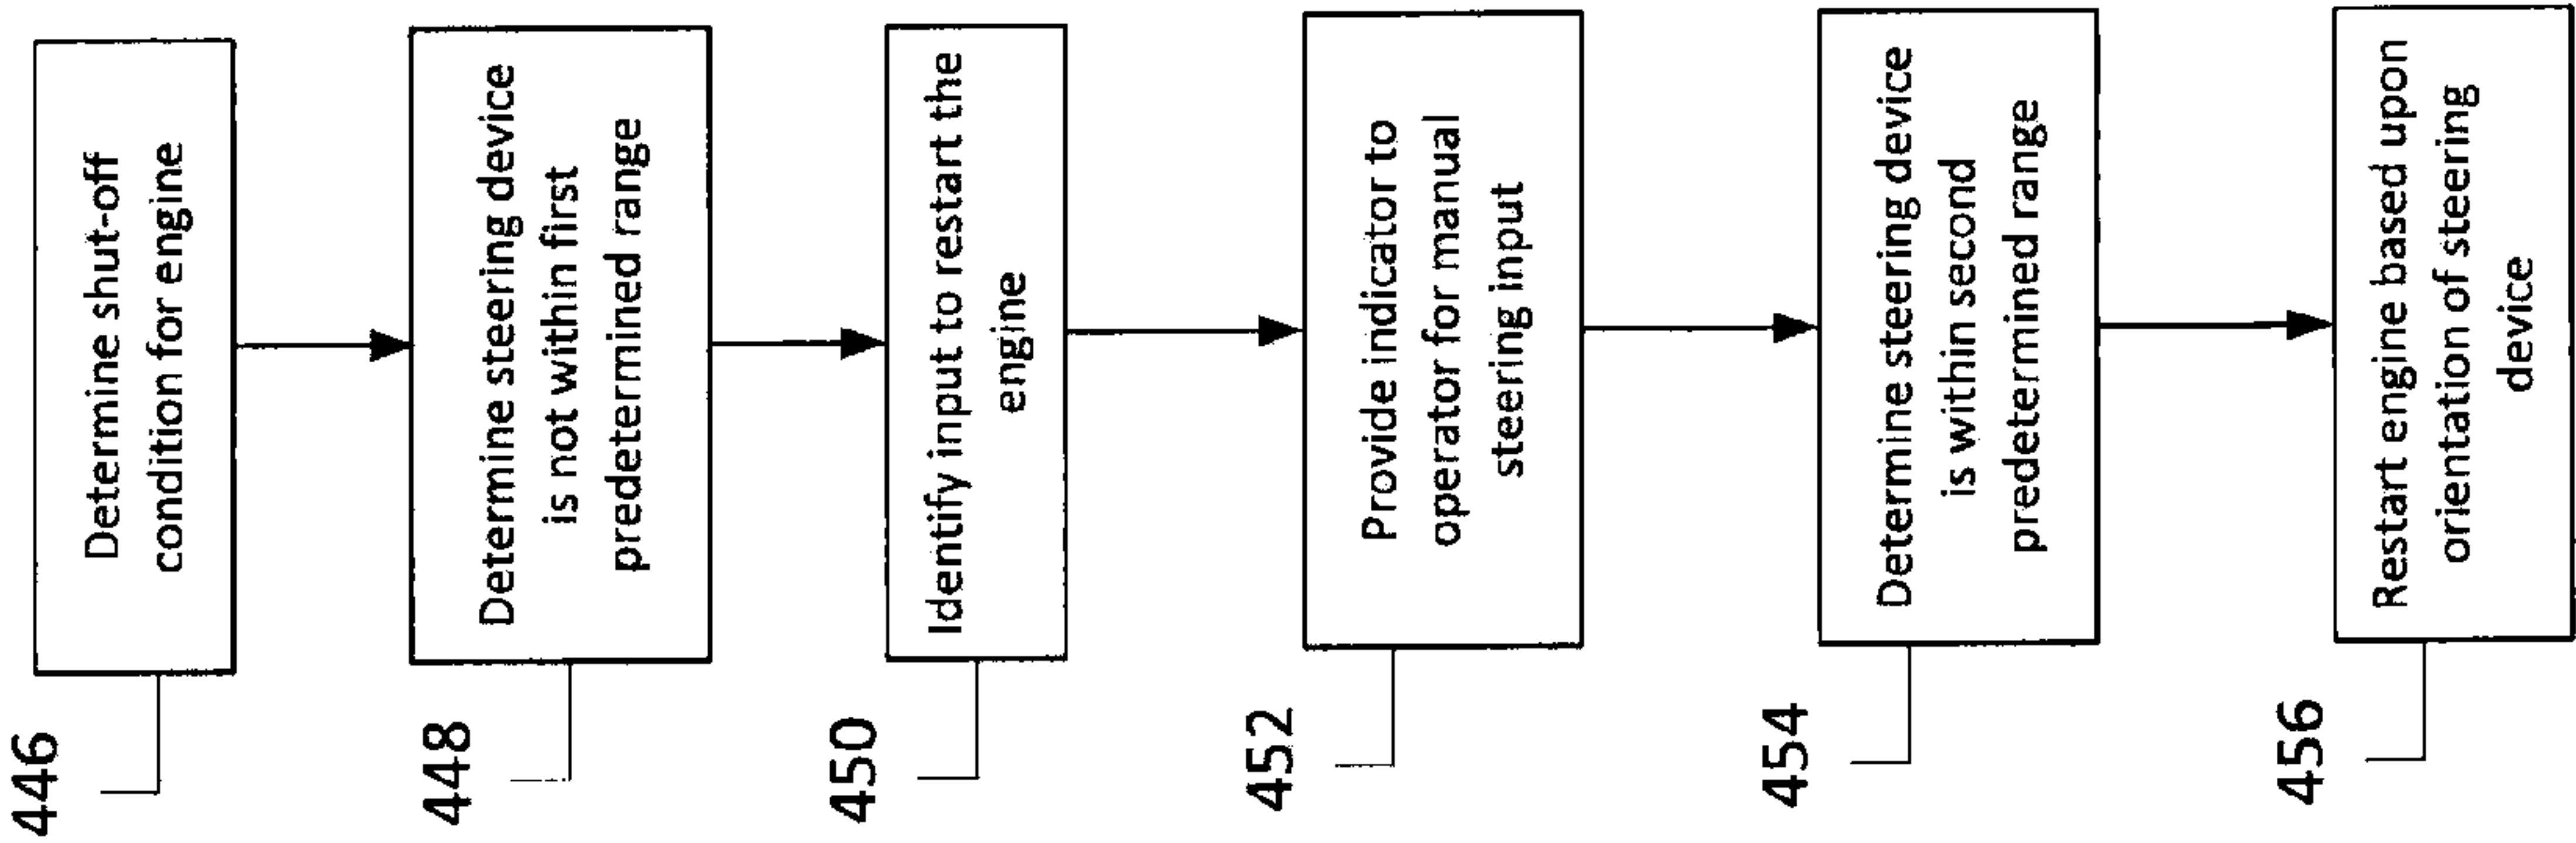 446
Determine shut-off
condition for engine
448
Determine steering device
is not within first
predetermined range
450
Identify input to restart the
engine
452
Provide indicator to
operator for manual
steering input
454
Determine steering device
is within second
predetermined range
456
Restart engine based upon
orientation of steering
device